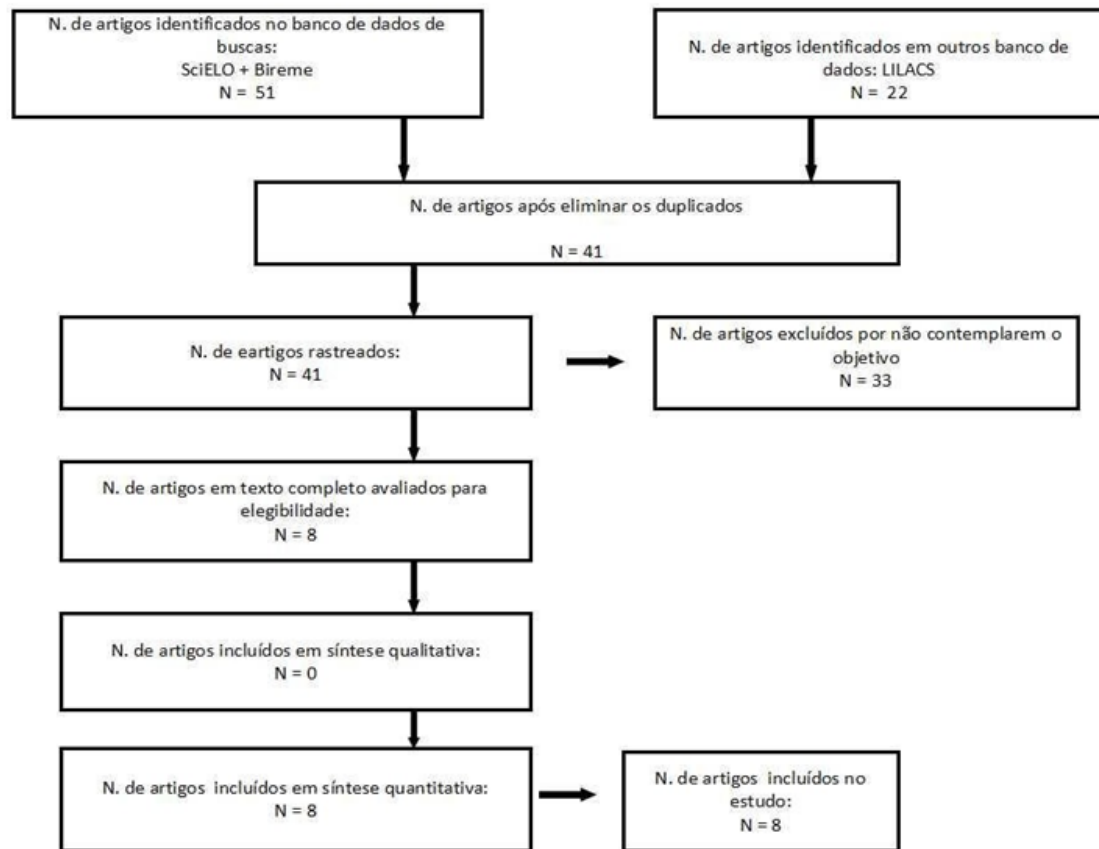 N. de artigos identificados no banco de dados de
buscas:
SciELO + Bireme
N = 51
N. de artigos identificados em outros banco de
dados: LILACS
N = 22
N. de artigos após eliminar os duplicados
N = 41
N. de eartigos rastreados:
N = 41
N. de artigos excluídos por não contemplarem o
objetivo
N = 33
N. de artigos em texto completo avaliados para
elegibilidade:
N = 8
N. de artigos incluídos em síntese qualitativa:
N = 0
N. de artigos incluídos em síntese quantitativa:
N = 8
N. de artigos incluídos no
estudo:
N = 8